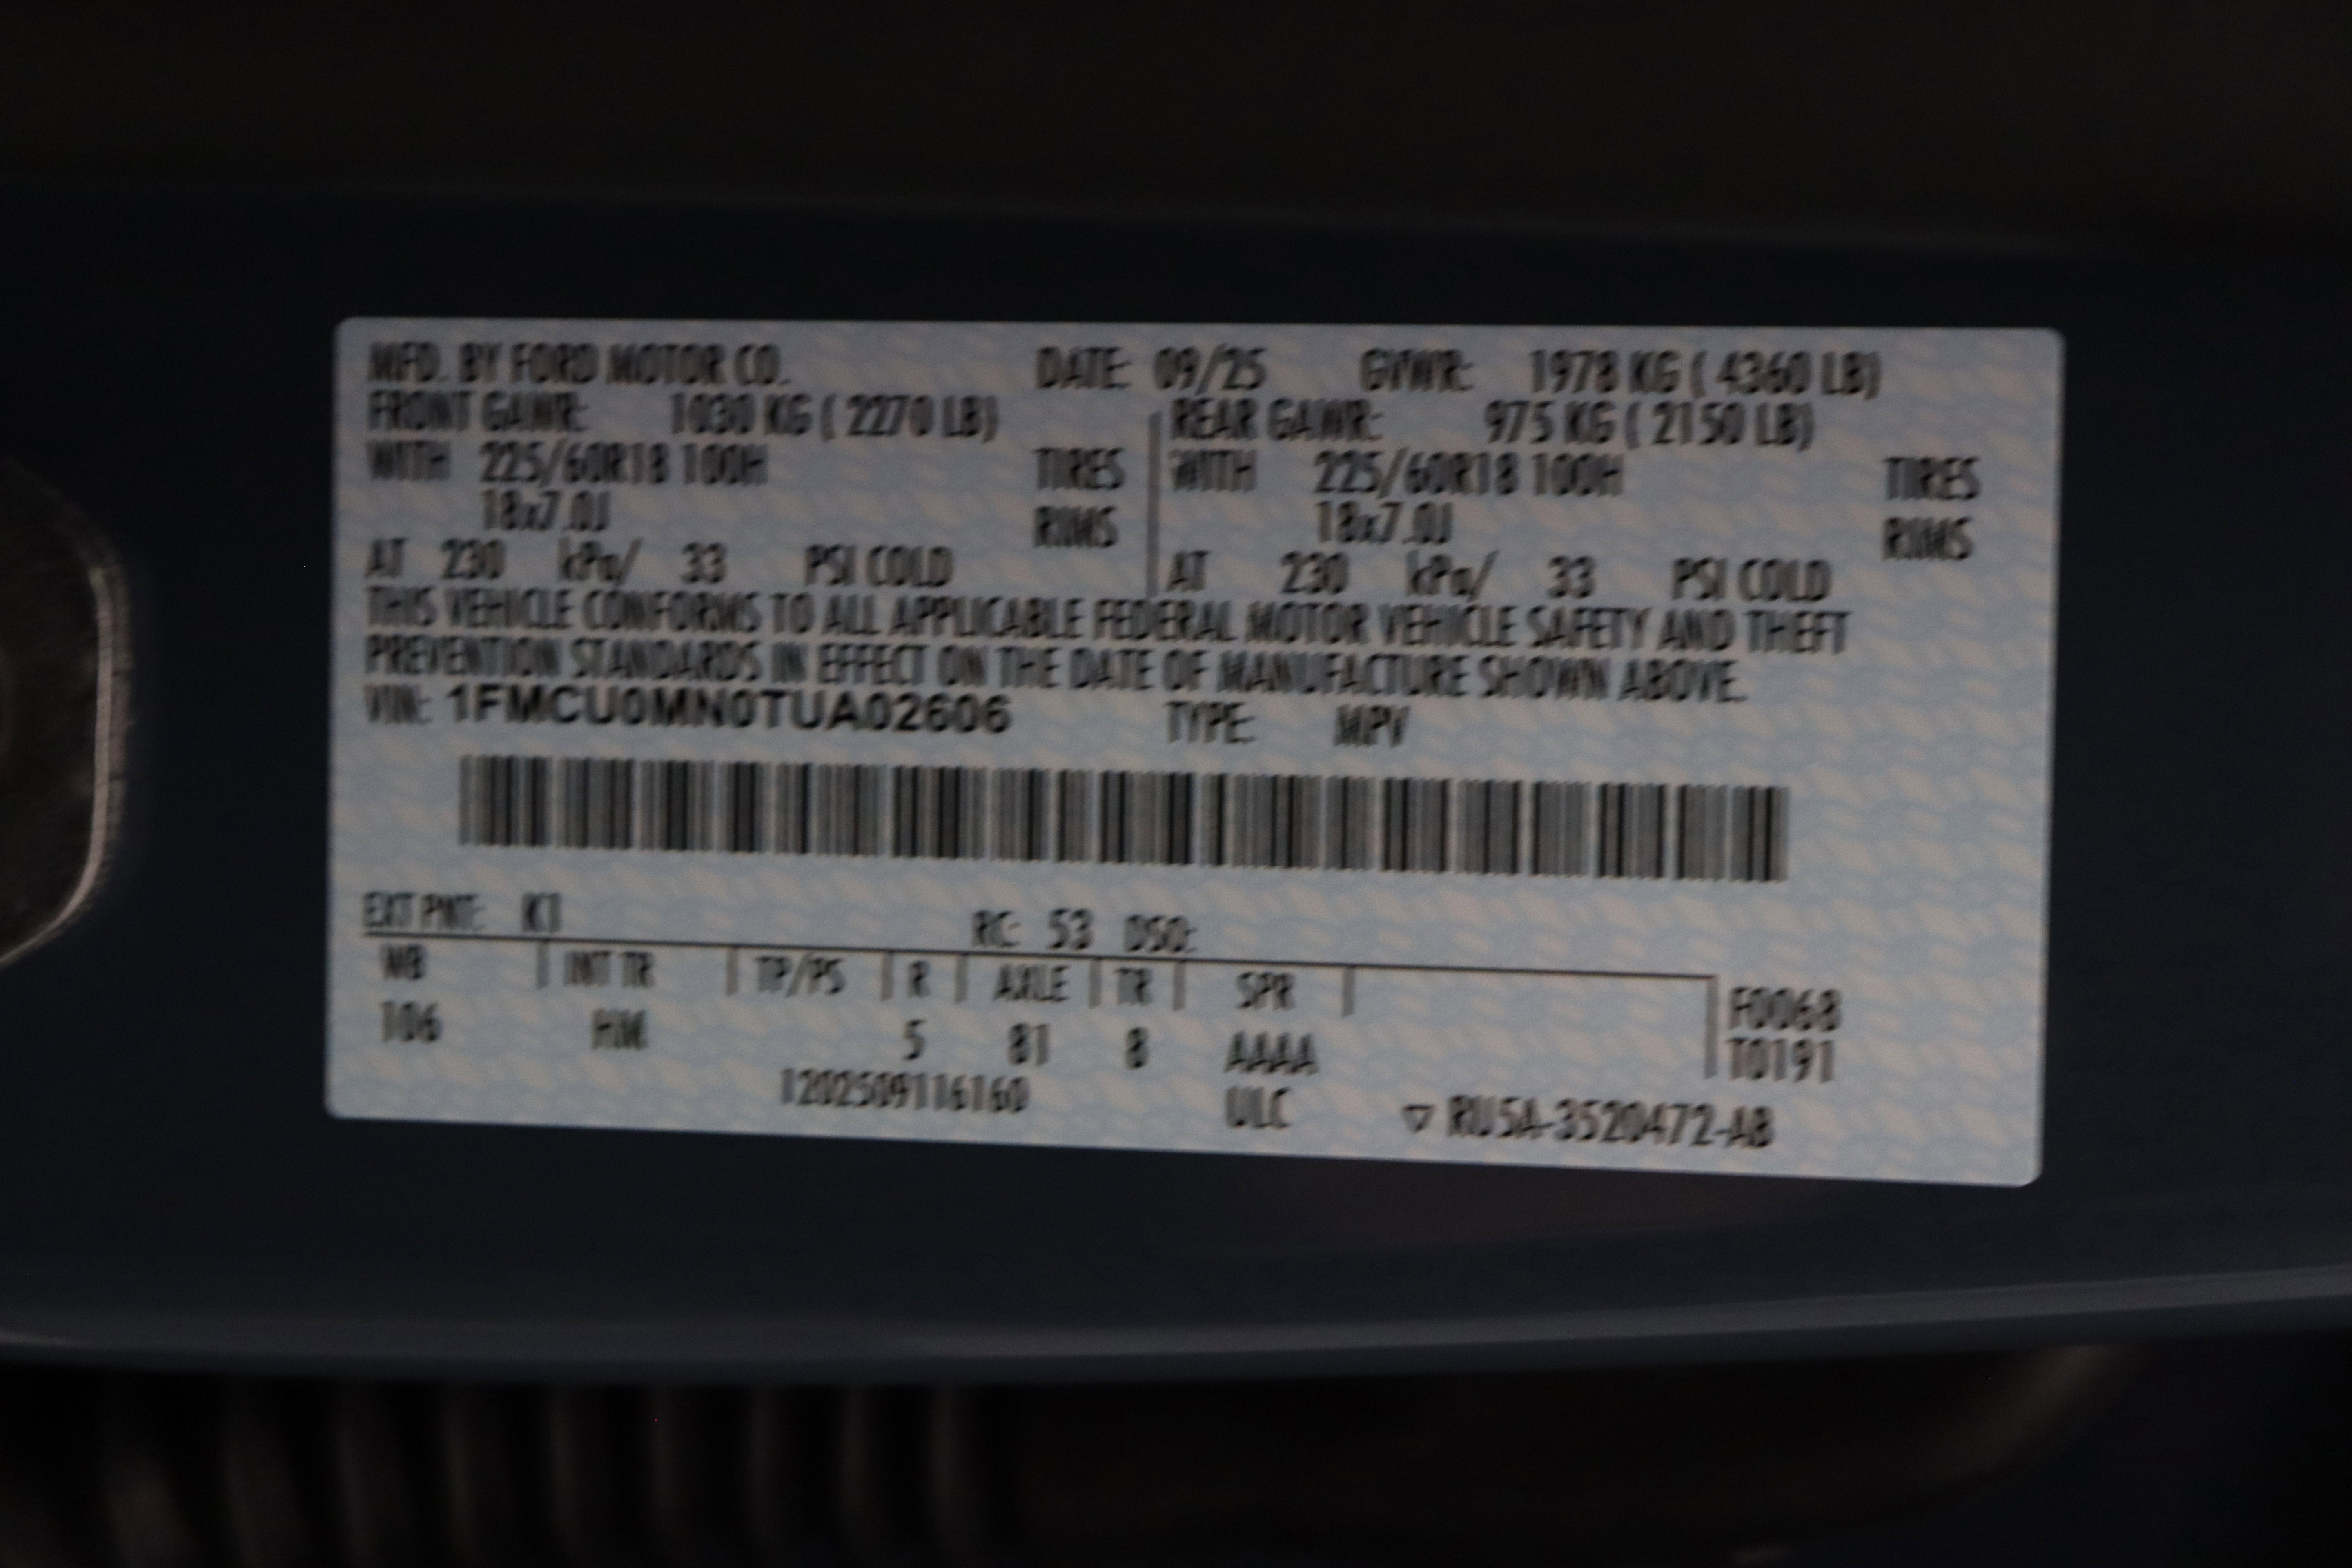 MFD. BY FORD MOTOR CO. DATE: 09/25 GVWR: 1978 KG ( 4360 LB)
FRONT GAWR: 1030 KG ( 2270 LB) REAR GAWR: 975 KG ( 2150 LB)
WITH 225/60R18 100H TIRES WITH 225/60R18 100H TIRES
18x7.0J RIMS 18x7.0J RIMS
AT 230 kPa/ 33 PSI COLD AT 230 kPa/ 33 PSI COLD
THIS VEHICLE CONFORMS TO ALL APPLICABLE FEDERAL MOTOR VEHICLE SAFETY AND THEFT
PREVENTION STANDARDS IN EFFECT ON THE DATE OF MANUFACTURE SHOWN ABOVE.
VIN: 1FMCU0MN0TUA02606 TYPE: MPV
EXT PNT: K1 RC: 53 DSO:
WB INT TR TP/PS R AXLE TR SPR
106 HW 5 81 8 AAAA
F0068
T0191
1202509116160 ULC ▽ RU5A-3520472-AB